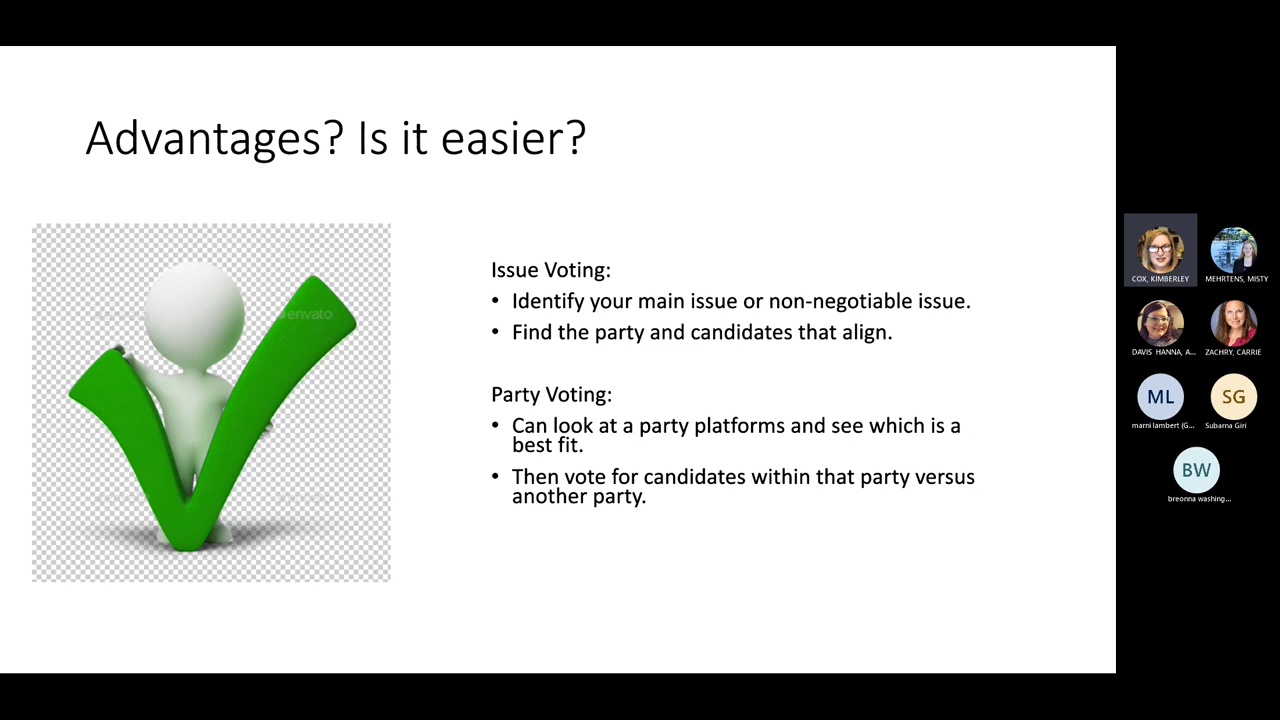 Advantages? Is it easier?
envato
Issue Voting:
• Identify your main issue or non-negotiable issue.
• Find the party and candidates that align.
Party Voting:
• Can look at a party platforms and see which is a
best fit.
• Then vote for candidates within that party versus
another party.
COX, KIMBERLEY
MEHRTENS, MISTY
DAVIS HANNA, A...
ZACHRY, CARRIE
ML
marni lambert (G...
SG
Subarna Giri
BW
breonna washing...